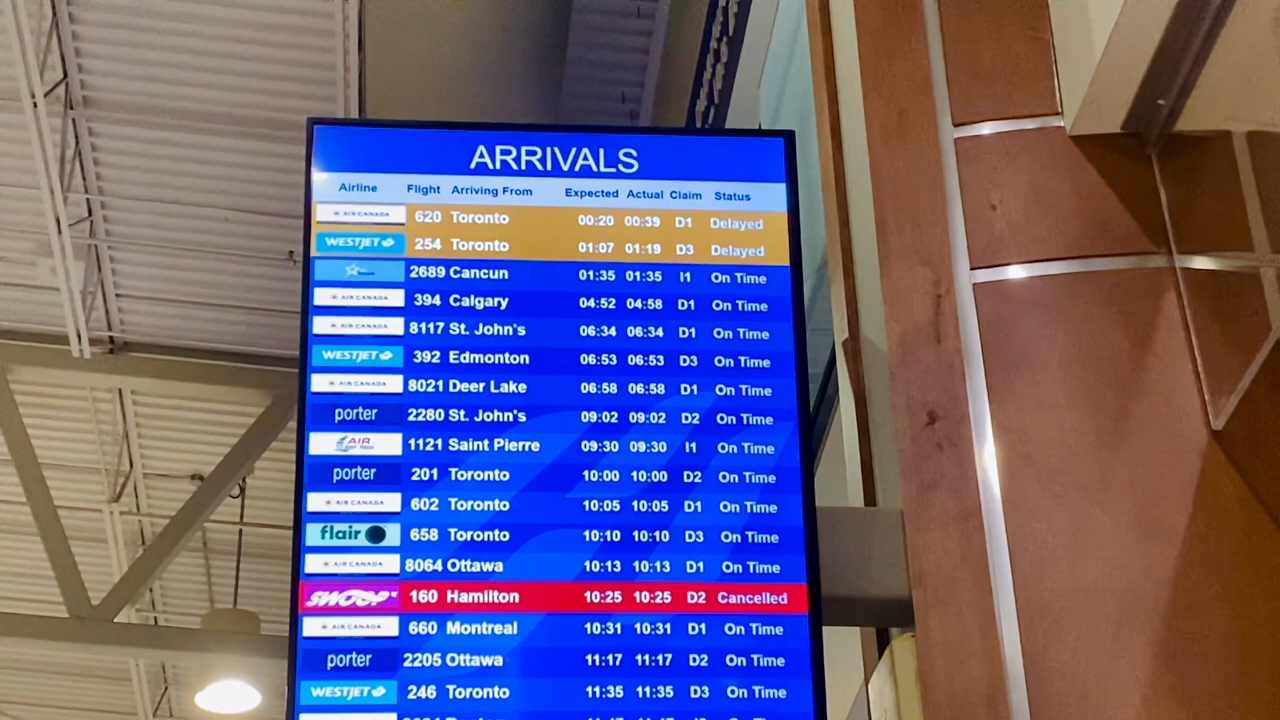 ARRIVALS
Airline Flight Arriving From Expected Actual Claim Status
AIR CANADA 620 Toronto 00:20 00:39 D1 Delayed
WESTJET 254 Toronto 01:07 01:19 D3 Delayed
2689 Cancun 01:35 01:35 I1 On Time
AIR CANADA 394 Calgary 04:52 04:58 D1 On Time
AIR CANADA 8117 St. John's 06:34 06:34 D1 On Time
WESTJET 392 Edmonton 06:53 06:53 D3 On Time
AIR CANADA 8021 Deer Lake 06:58 06:58 D1 On Time
porter 2280 St. John's 09:02 09:02 D2 On Time
AIR 1121 Saint Pierre 09:30 09:30 I1 On Time
porter 201 Toronto 10:00 10:00 D2 On Time
AIR CANADA 602 Toronto 10:05 10:05 D1 On Time
flair 658 Toronto 10:10 10:10 D3 On Time
AIR CANADA 8064 Ottawa 10:13 10:13 D1 On Time
SWOOP 160 Hamilton 10:25 10:25 D2 Cancelled
AIR CANADA 660 Montreal 10:31 10:31 D1 On Time
porter 2205 Ottawa 11:17 11:17 D2 On Time
WESTJET 246 Toronto 11:35 11:35 D3 On Time